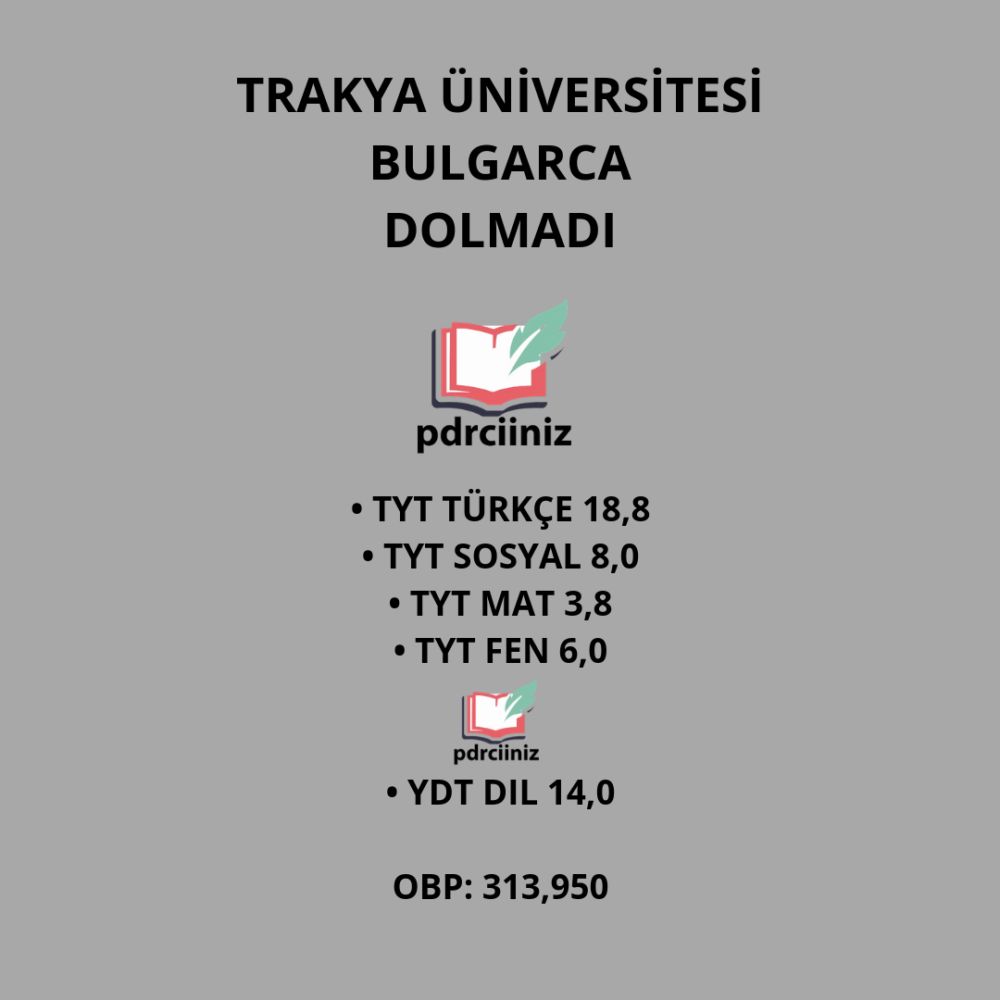 TRAKYA ÜNİVERSİTESİ
BULGARCA
DOLMADI
pdrciiniz
• TYT TÜRKÇE 18,8
• TYT SOSYAL 8,0
• TYT MAT 3,8
• TYT FEN 6,0
pdrciiniz
• YDT DIL 14,0
OBP: 313,950